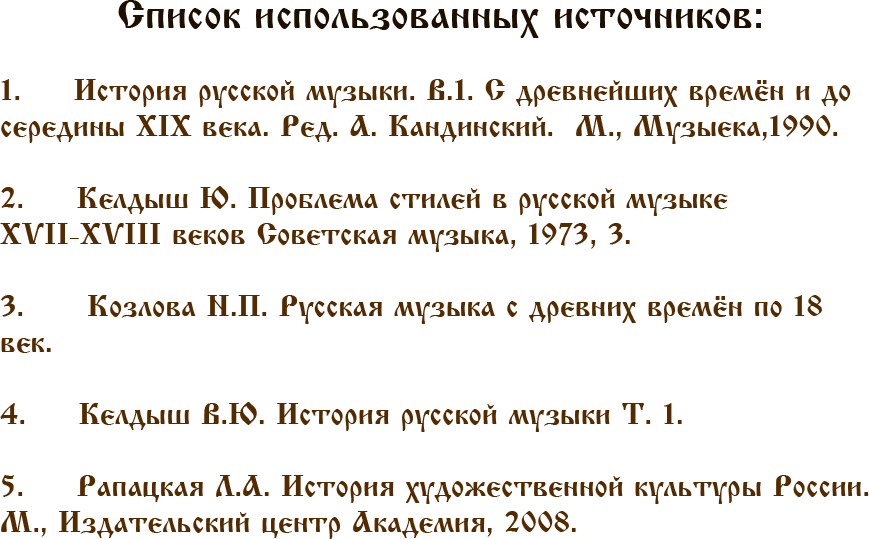 Список использованных источников:
1. История русской музыки. В.1. С древнейших времён и до
середины XIX века. Ред. А. Кандинский. М., Музыека,1990.
2. Келдыш Ю. Проблема стилей в русской музыке
XVII-XVIII веков Советская музыка, 1973, 3.
3. Козлова Н.П. Русская музыка с древних времён по 18
век.
4. Келдыш В.Ю. История русской музыки Т. 1.
5. Рапацкая Л.А. История художественной культуры России.
М., Издательский центр Академия, 2008.